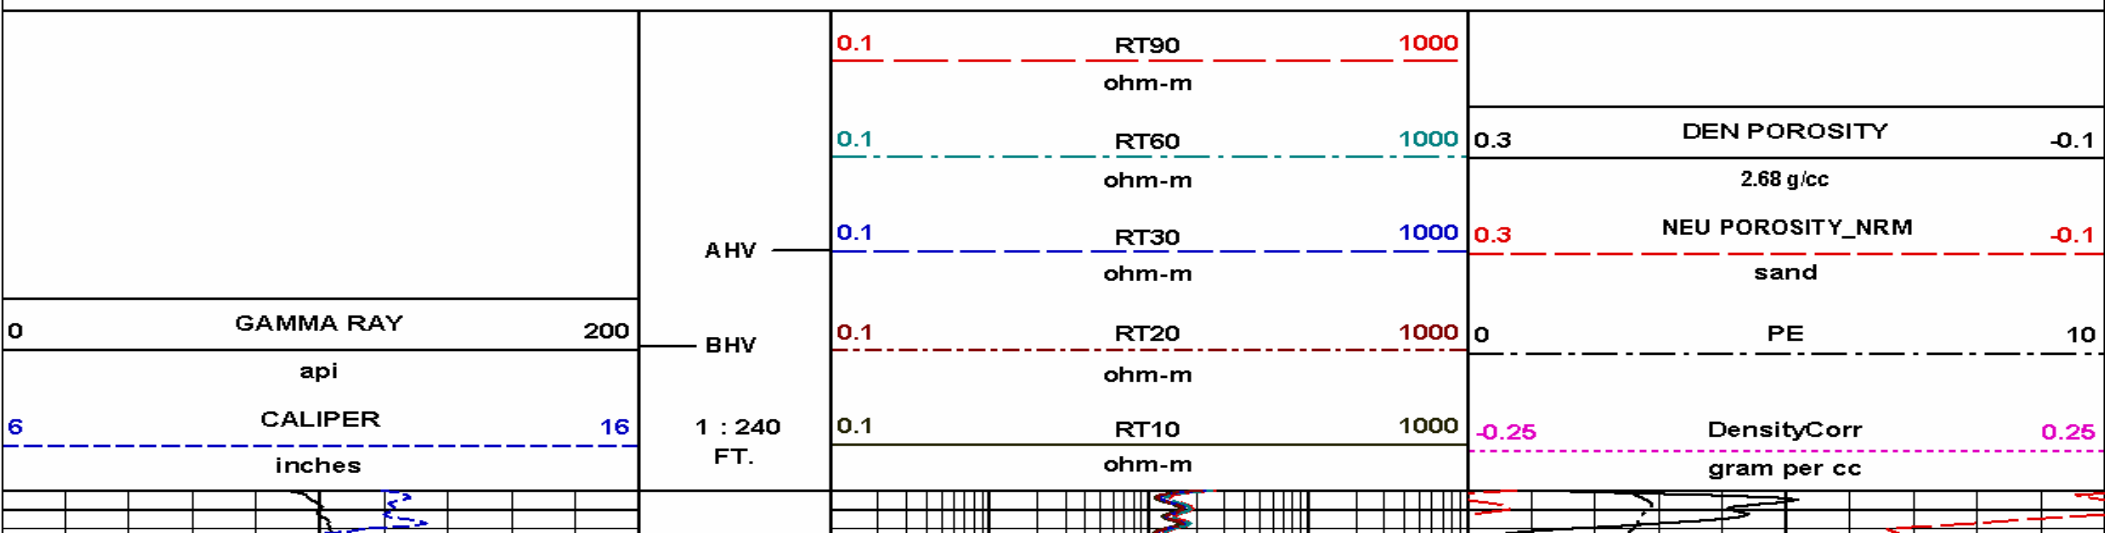 0 GAMMA RAY 200
api
6 CALIPER 16
inches
AHV
BHV
1 : 240
FT.
0.1 RT90 1000
ohm-m
0.1 RT60 1000
ohm-m
0.1 RT30 1000
ohm-m
0.1 RT20 1000
ohm-m
0.1 RT10 1000
ohm-m
0.3 DEN POROSITY -0.1
2.68 g/cc
0.3 NEU POROSITY_NRM -0.1
sand
0 PE 10
-0.25 DensityCorr 0.25
gram per cc